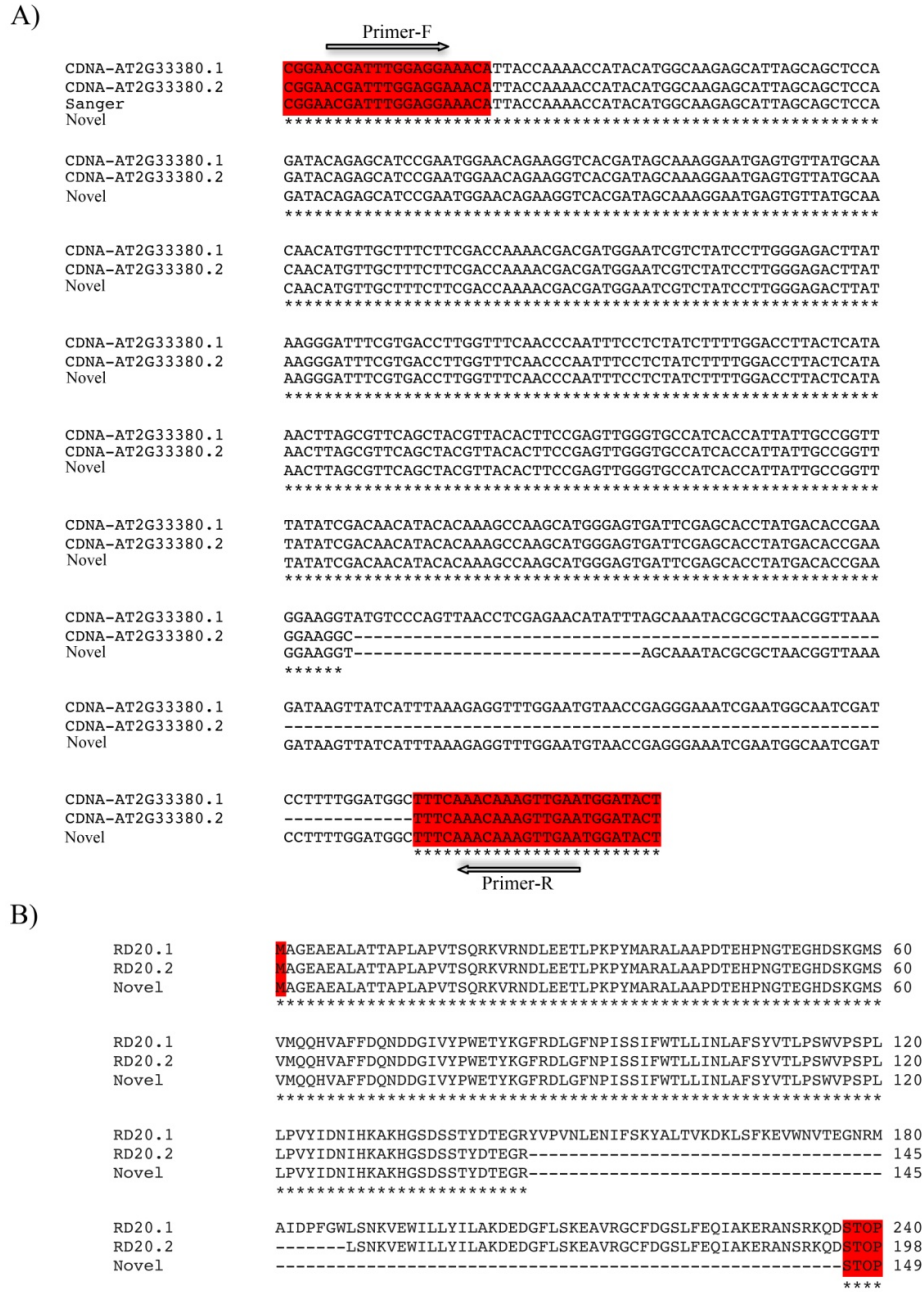 A)
Primer-F
CDNA-AT2G33380.1 CGGAACGATTTGGAGGAAACATTACCAAAACCATACATGGCAAGAGCATTAGCAGCTCCA
CDNA-AT2G33380.2 CGGAACGATTTGGAGGAAACATTACCAAAACCATACATGGCAAGAGCATTAGCAGCTCCA
Sanger CGGAACGATTTGGAGGAAACATTACCAAAACCATACATGGCAAGAGCATTAGCAGCTCCA
Novel ************************************************************
CDNA-AT2G33380.1 GATACAGAGCATCCGAATGGAACAGAAGGTCACGATAGCAAAGGAATGAGTGTTATGCAA
CDNA-AT2G33380.2 GATACAGAGCATCCGAATGGAACAGAAGGTCACGATAGCAAAGGAATGAGTGTTATGCAA
Novel GATACAGAGCATCCGAATGGAACAGAAGGTCACGATAGCAAAGGAATGAGTGTTATGCAA
************************************************************
CDNA-AT2G33380.1 CAACATGTTGCTTTCTTCGACCAAAACGACGATGGAATCGTCTATCCTTGGGAGACTTAT
CDNA-AT2G33380.2 CAACATGTTGCTTTCTTCGACCAAAACGACGATGGAATCGTCTATCCTTGGGAGACTTAT
Novel CAACATGTTGCTTTCTTCGACCAAAACGACGATGGAATCGTCTATCCTTGGGAGACTTAT
************************************************************
CDNA-AT2G33380.1 AAGGGATTTCGTGACCTTGGTTTCAACCCAATTTCCTCTATCTTTTGGACCTTACTCATA
CDNA-AT2G33380.2 AAGGGATTTCGTGACCTTGGTTTCAACCCAATTTCCTCTATCTTTTGGACCTTACTCATA
Novel AAGGGATTTCGTGACCTTGGTTTCAACCCAATTTCCTCTATCTTTTGGACCTTACTCATA
************************************************************
CDNA-AT2G33380.1 AACTTAGCGTTCAGCTACGTTACACTTCCGAGTTGGGTGCCATCACCATTATTGCCGGTT
CDNA-AT2G33380.2 AACTTAGCGTTCAGCTACGTTACACTTCCGAGTTGGGTGCCATCACCATTATTGCCGGTT
Novel AACTTAGCGTTCAGCTACGTTACACTTCCGAGTTGGGTGCCATCACCATTATTGCCGGTT
************************************************************
CDNA-AT2G33380.1 TATATCGACAACATACACAAAGCCAAGCATGGGAGTGATTCGAGCACCTATGACACCGAA
CDNA-AT2G33380.2 TATATCGACAACATACACAAAGCCAAGCATGGGAGTGATTCGAGCACCTATGACACCGAA
Novel TATATCGACAACATACACAAAGCCAAGCATGGGAGTGATTCGAGCACCTATGACACCGAA
************************************************************
CDNA-AT2G33380.1 GGAAGGTATGTCCCAGTTAACCTCGAGAACATATTTAGCAAATACGCGCTAACGGTTAAA
CDNA-AT2G33380.2 GGAAGGC-----------------------------------------------------
Novel GGAAGGT-----------------------------AGCAAATACGCGCTAACGGTTAAA
******
CDNA-AT2G33380.1 GATAAGTTATCATTTAAAGAGGTTTGGAATGTAACCGAGGGAAATCGAATGGCAATCGAT
CDNA-AT2G33380.2 ------------------------------------------------------------
Novel GATAAGTTATCATTTAAAGAGGTTTGGAATGTAACCGAGGGAAATCGAATGGCAATCGAT
CDNA-AT2G33380.1 CCTTTTGGATGGCTTTCAAACAAAGTTGAATGGATACT
CDNA-AT2G33380.2 -------------TTTCAAACAAAGTTGAATGGATACT
Novel CCTTTTGGATGGCTTTCAAACAAAGTTGAATGGATACT
*************************
Primer-R
B)
RD20.1 MAGEAEALATTAPLAPVTSQRKVRNDLEETLPKPYMARALAAPDTEHPNGTEGHDSKGMS 60
RD20.2 MAGEAEALATTAPLAPVTSQRKVRNDLEETLPKPYMARALAAPDTEHPNGTEGHDSKGMS 60
Novel MAGEAEALATTAPLAPVTSQRKVRNDLEETLPKPYMARALAAPDTEHPNGTEGHDSKGMS 60
************************************************************
RD20.1 VMQQHVAFFDQNDDGIVYPWETYKGFRDLGFNPISSIFWTLLINLAFSYVTLPSWVPSPL 120
RD20.2 VMQQHVAFFDQNDDGIVYPWETYKGFRDLGFNPISSIFWTLLINLAFSYVTLPSWVPSPL 120
Novel VMQQHVAFFDQNDDGIVYPWETYKGFRDLGFNPISSIFWTLLINLAFSYVTLPSWVPSPL 120
************************************************************
RD20.1 LPVYIDNIHKAKHGSDSSTYDTEGRYVPVNLENIFSKYALTVKDKLSFKEVWNVTEGNRM 180
RD20.2 LPVYIDNIHKAKHGSDSSTYDTEGR----------------------------------- 145
Novel LPVYIDNIHKAKHGSDSSTYDTEGR----------------------------------- 145
*************************
RD20.1 AIDPFGWLSNKVEWILLYILAKDEDGFLSKEAVRGCFDGSLFEQIAKERANSRKQDSTOP 240
RD20.2 -------LSNKVEWILLYILAKDEDGFLSKEAVRGCFDGSLFEQIAKERANSRKQDSTOP 198
Novel --------------------------------------------------------STOP 149
****